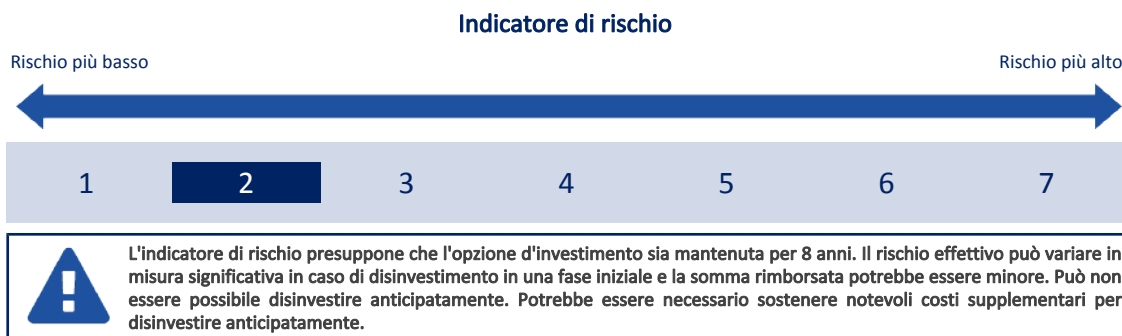 Indicatore di rischio
Rischio più basso Rischio più alto
1 2 3 4 5 6 7
L'indicatore di rischio presuppone che l'opzione d'investimento sia mantenuta per 8 anni. Il rischio effettivo può variare in
misura significativa in caso di disinvestimento in una fase iniziale e la somma rimborsata potrebbe essere minore. Può non
essere possibile disinvestire anticipatamente. Potrebbe essere necessario sostenere notevoli costi supplementari per
disinvestire anticipatamente.